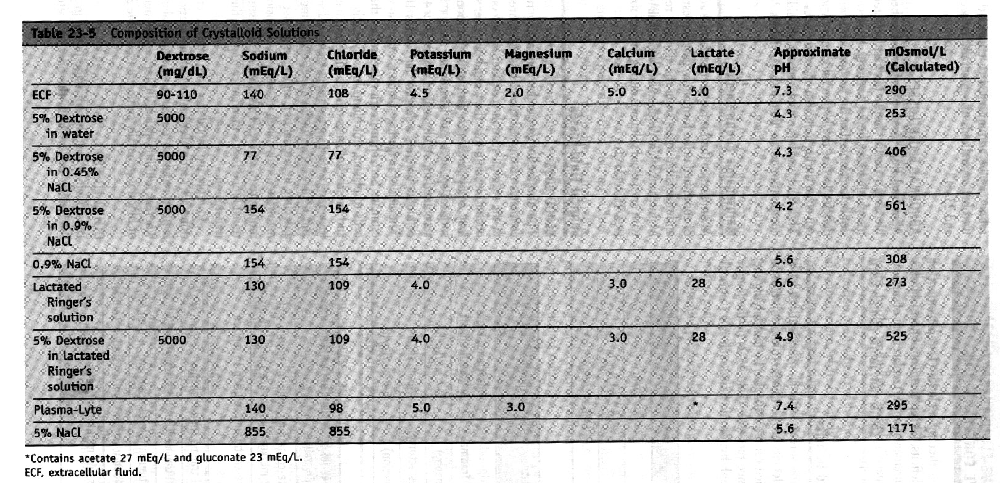 Table 23-5 Composition of Crystalloid Solutions
Dextrose Sodium Chloride Potassium Magnesium Calcium Lactate Approximate mOsmol/L
(mg/dL) (mEq/L) (mEq/L) (mEq/L) (mEq/L) (mEq/L) (mEq/L) pH (Calculated)
ECF 90-110 140 108 4.5 2.0 5.0 5.0 7.3 290
5% Dextrose 5000 4.3 253
in water
5% Dextrose 5000 77 77 4.3 406
in 0.45%
NaCl
5% Dextrose 5000 154 154 4.2 561
in 0.9%
NaCl
0.9% NaCl 154 154 5.6 308
Lactated 130 109 4.0 3.0 28 6.6 273
Ringer's
solution
5% Dextrose 5000 130 109 4.0 3.0 28 4.9 525
in lactated
Ringer's
solution
Plasma-Lyte 140 98 5.0 3.0 * 7.4 295
5% NaCl 855 855 5.6 1171
*Contains acetate 27 mEq/L and gluconate 23 mEq/L.
ECF, extracellular fluid.